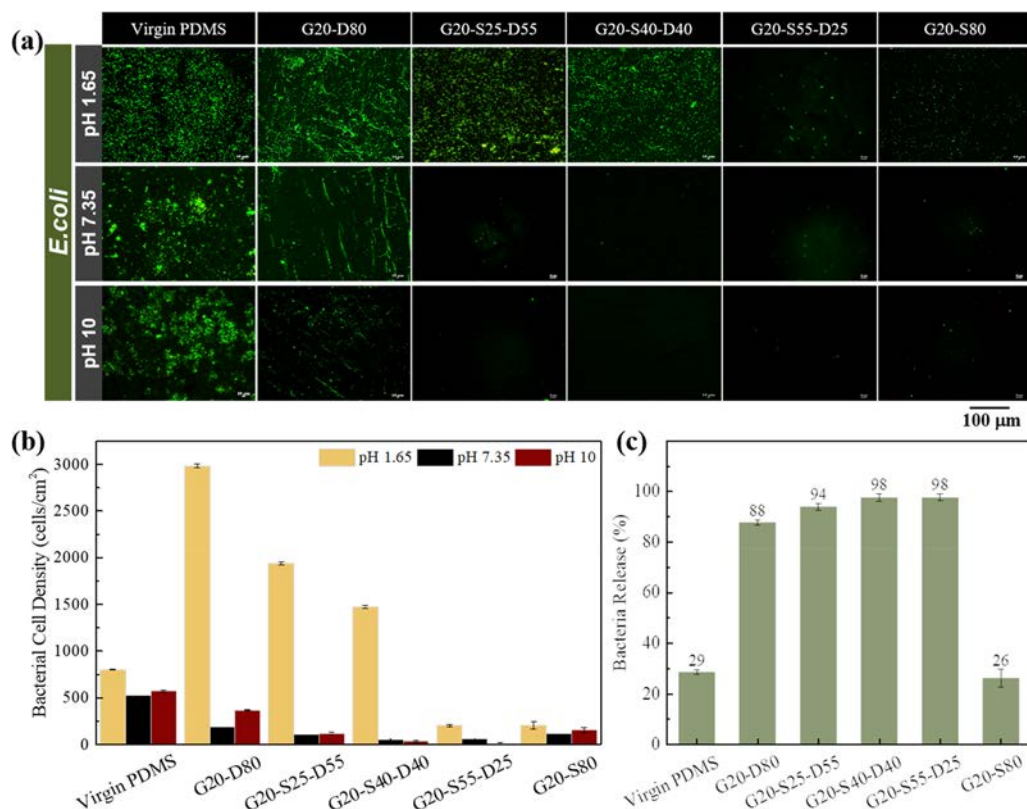 (a)
Virgin PDMS G20-D80 G20-S25-D55 G20-S40-D40 G20-S55-D25 G20-S80
E.coli
pH 1.65
pH 7.35
pH 10
100 μm
(b)
Bacterial Cell Density (cells/cm²)
3000
2500
2000
1500
1000
500
0
pH 1.65 pH 7.35 pH 10
Virgin PDMS G20-D80 G20-S25-D55 G20-S40-D40 G20-S55-D25 G20-S80
(c)
Bacteria Release (%)
100
80
60
40
20
0
29 88 94 98 98 26
Virgin PDMS G20-D80 G20-S25-D55 G20-S40-D40 G20-S55-D25 G20-S80